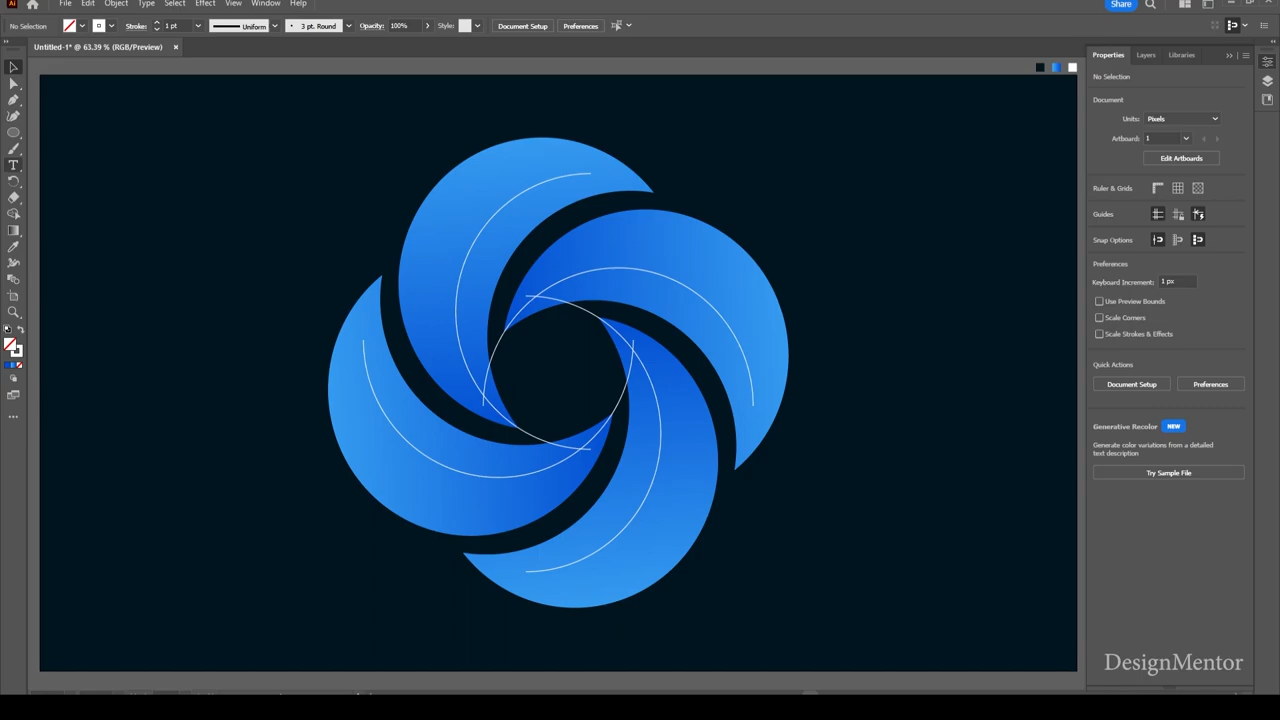 Ai File Edit Object Type Select Effect View Window Help Share
No Selection Stroke: 1 pt Uniform 3 pt. Round Opacity: 100% Style: Document Setup Preferences
Untitled-1* @ 63.39 % (RGB/Preview)
Properties Layers Libraries
No Selection
Document
Units: Pixels
Artboard: 1
Edit Artboards
Ruler & Grids
Guides
Snap Options
Preferences
Keyboard Increment: 1 px
Use Preview Bounds
Scale Corners
Scale Strokes & Effects
Quick Actions
Document Setup Preferences
Generative Recolor NEW
Generate color variations from a detailed
text description
Try Sample File
DesignMentor